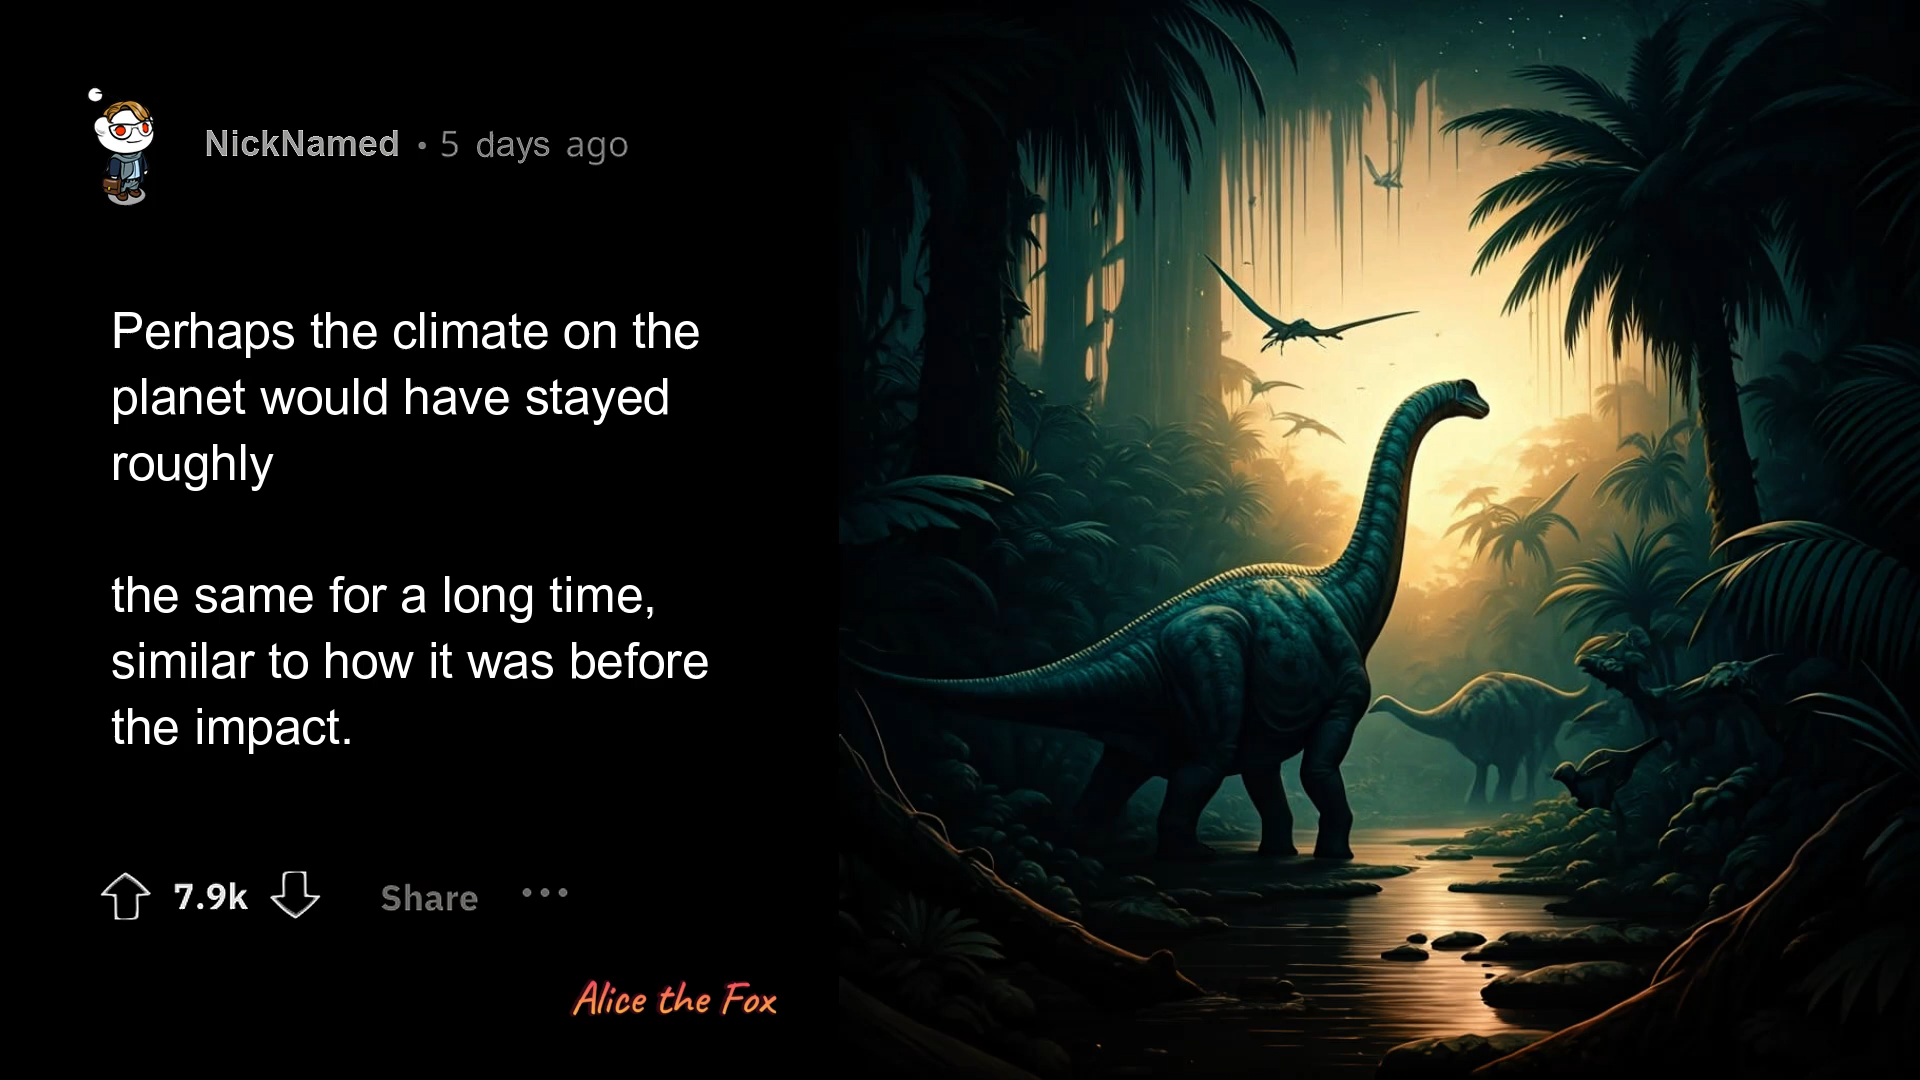 NickNamed • 5 days ago
Perhaps the climate on the
planet would have stayed
roughly
the same for a long time,
similar to how it was before
the impact.
7.9k Share •••
Alice the Fox